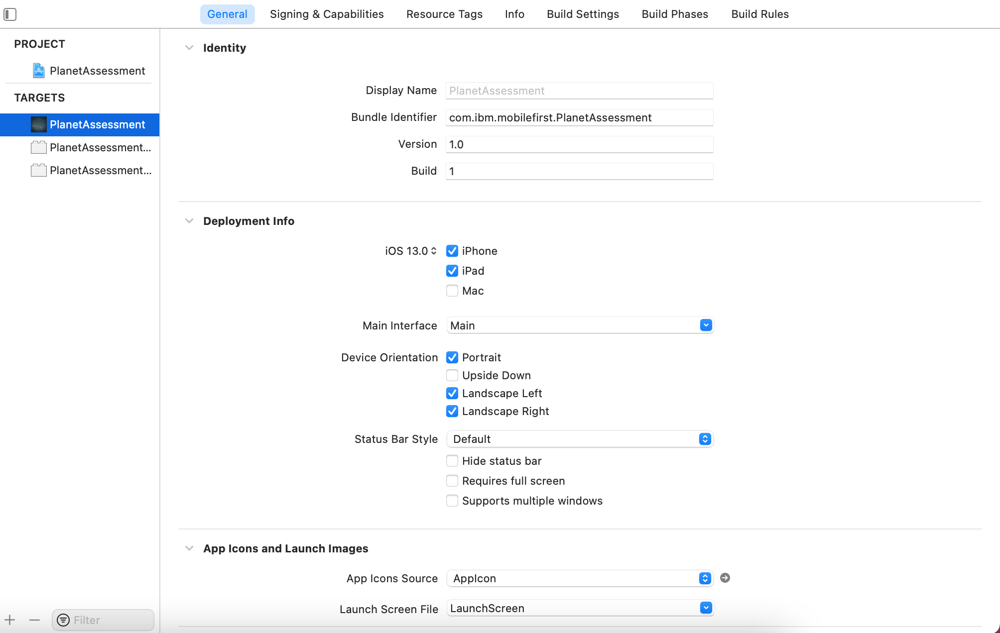 General Signing & Capabilities Resource Tags Info Build Settings Build Phases Build Rules
PROJECT
PlanetAssessment
TARGETS
PlanetAssessment
PlanetAssessment...
PlanetAssessment...
Filter
Identity
Display Name PlanetAssessment
Bundle Identifier com.ibm.mobilefirst.PlanetAssessment
Version 1.0
Build 1
Deployment Info
iOS 13.0 iPhone
iPad
Mac
Main Interface Main
Device Orientation Portrait
Upside Down
Landscape Left
Landscape Right
Status Bar Style Default
Hide status bar
Requires full screen
Supports multiple windows
App Icons and Launch Images
App Icons Source AppIcon
Launch Screen File LaunchScreen